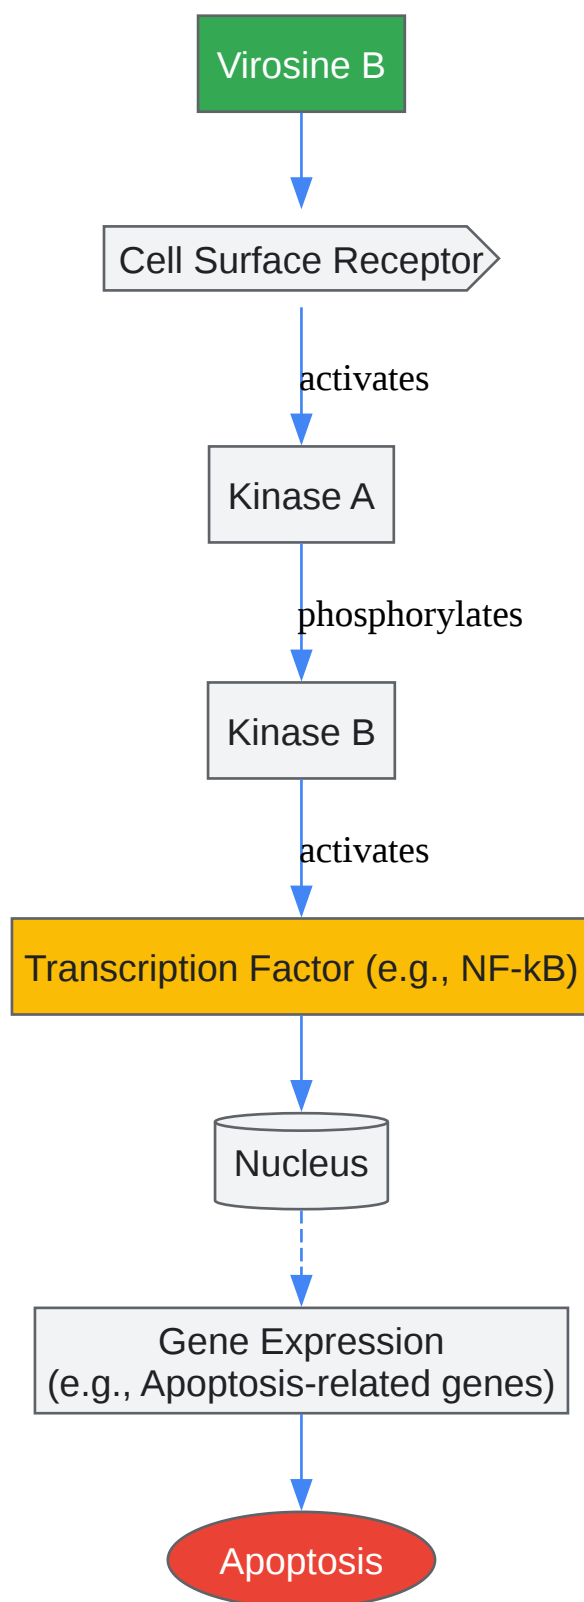 Virosine B
Cell Surface Receptor
activates
Kinase A
phosphorylates
Kinase B
activates
Transcription Factor (e.g., NF-kB)
Nucleus
Gene Expression
(e.g., Apoptosis-related genes)
Apoptosis